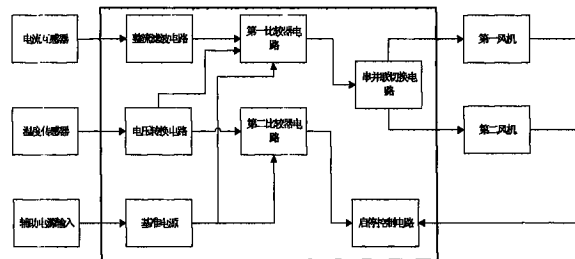 电流互感器
整流滤波电路
第一比较器电
路
第一风机
串并联切换电
路
温度传感器
电压转换电路
第二比较器电
路
第二风机
辅助电源输入
基准电源
启停控制电路